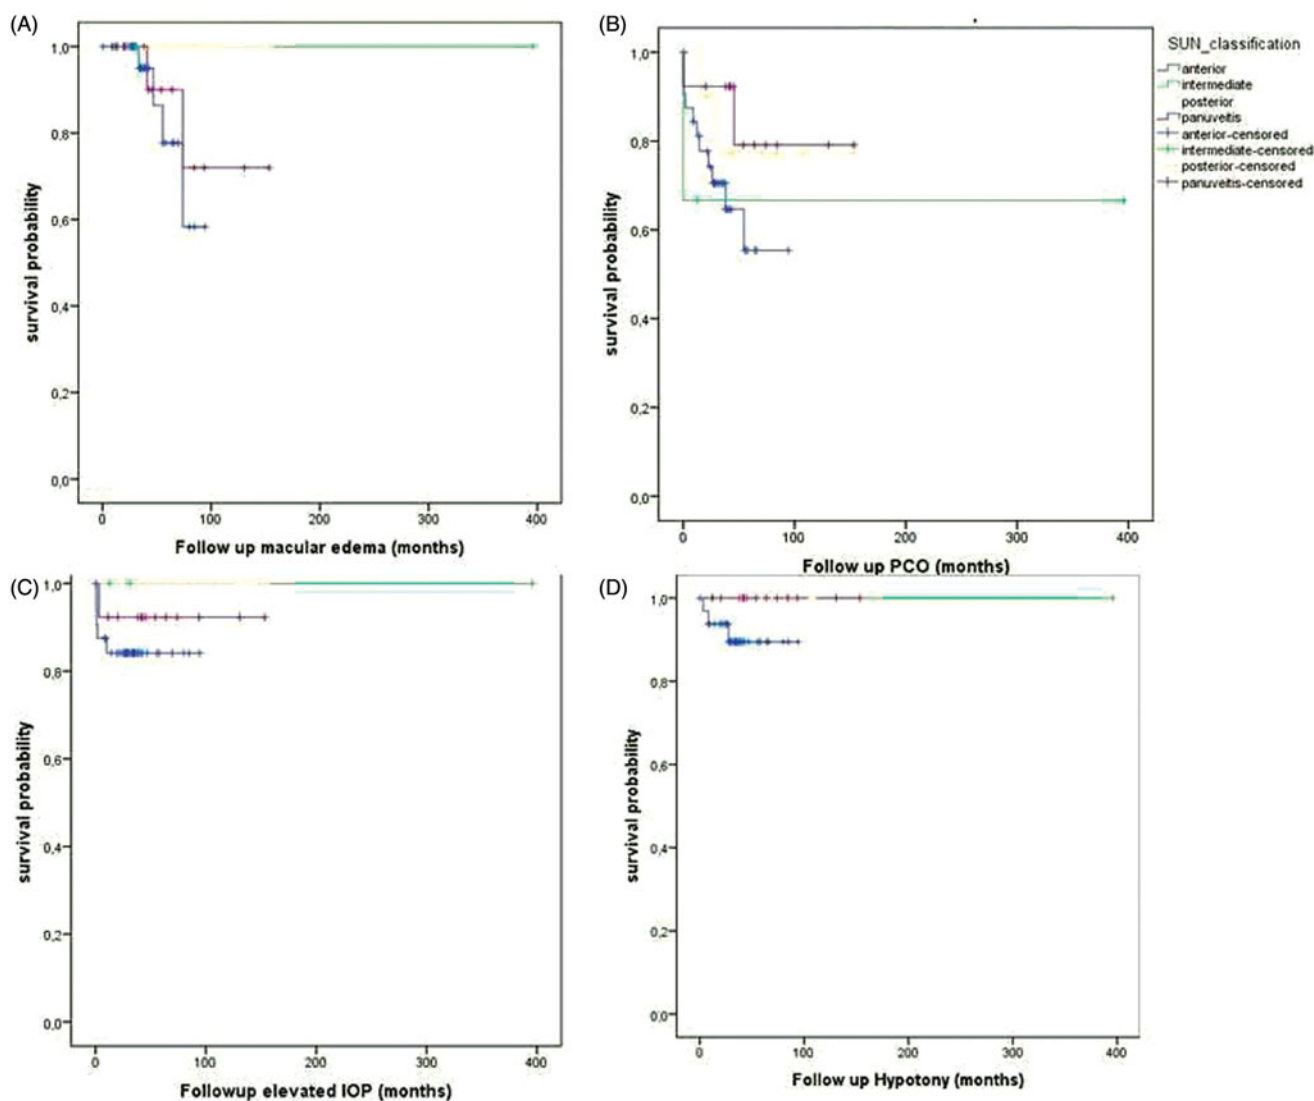 (A)
1,0
0,8
0,6
0,4
0,2
0,0
survival probability
0
100
200
300
400
Follow up macular edema (months)
(B)
1,0
0,8
0,6
0,4
0,2
0,0
survival probability
0
100
200
300
400
Follow up PCO (months)
SUN_classification
anterior
intermediate
posterior
panuveitis
anterior-censored
intermediate-censored
posterior-censored
panuveitis-censored
(C)
1,0
0,8
0,6
0,4
0,2
0,0
survival probability
0
100
200
300
400
Followup elevated IOP (months)
(D)
1,0
0,8
0,6
0,4
0,2
0,0
survival probability
0
100
200
300
400
Follow up Hypotony (months)